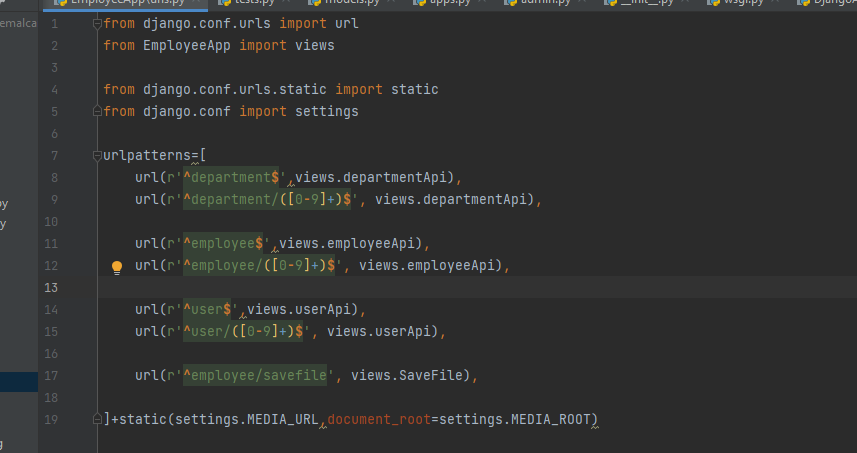 EmployeeApp\urls.py tests.py models.py apps.py admin.py __init__.py wsgi.py
1 from django.conf.urls import url
2 from EmployeeApp import views
3
4 from django.conf.urls.static import static
5 from django.conf import settings
6
7 urlpatterns=[
8 url(r'^department$',views.departmentApi),
9 url(r'^department/([0-9]+)$', views.departmentApi),
10
11 url(r'^employee$',views.employeeApi),
12 url(r'^employee/([0-9]+)$', views.employeeApi),
13
14 url(r'^user$',views.userApi),
15 url(r'^user/([0-9]+)$', views.userApi),
16
17 url(r'^employee/savefile', views.SaveFile),
18
19 ]+static(settings.MEDIA_URL,document_root=settings.MEDIA_ROOT)